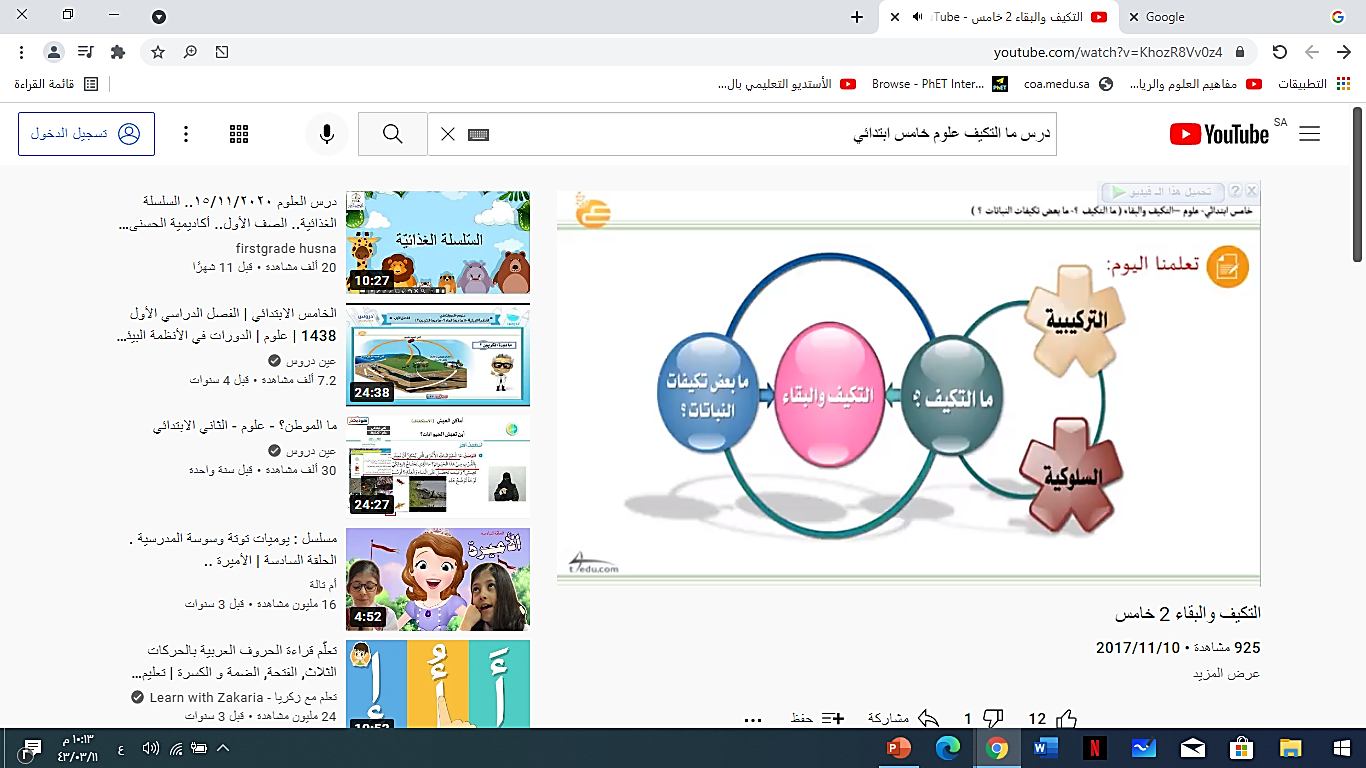 Google
التكيف والبقاء 2 خامس - Tube
youtube.com/watch?v=KhozR8Vv0z4
التطبيقات
مفاهيم العلوم والريا...
coa.medu.sa
Browse - PhET Inter...
الأستديو التعليمي بال...
قائمة القراءة
YouTube SA
درس ما التكيف علوم خامس ابتدائي
تسجيل الدخول
تحميل هذا الـ فيديو
خامس ابتدائي- علوم –التكيف والبقاء ( ما التكيف ؟- ما بعض تكيفات النباتات ؟ )
تعلمنا اليوم:
التركيبية
السلوكية
ما التكيف ؟
التكيف والبقاء
ما بعض تكيفات
النباتات ؟
t4edu.com
التكيف والبقاء 2 خامس
925 مشاهدة • 2017/11/10
عرض المزيد
12
1
مشاركة
حفظ
السلسلة الغذائيّة
10:27
درس العلوم ١٥/١١/٢٠٢٠.. السلسلة
الغذائية.. الصف الأول.. أكاديمية الحسنى...
firstgrade husna
20 ألف مشاهدة • قبل 11 شهرًا
24:38
الخامس الابتدائي | الفصل الدراسي الأول
1438 | علوم | الدورات في الأنظمة البيئ...
عين دروس
7.2 ألف مشاهدة • قبل 4 سنوات
أماكن العيش
أين تعيش الحيوانات؟
24:27
ما الموطن؟ - علوم - الثاني الابتدائي
عين دروس
30 ألف مشاهدة • قبل سنة واحدة
الأميرة
4:52
مسلسل : يوميات توتة وسوسة المدرسية .
الحلقة السادسة | الأميرة ..
أم تالة
16 مليون مشاهدة • قبل 3 سنوات
أَ
أُ
إِ
تعلّم قراءة الحروف العربية بالحركات
الثلاث, الفتحة, الضمة و الكسرة | تعليم...
تعلم مع زكريا - Learn with Zakaria
24 مليون مشاهدة • قبل 3 سنوات
ع
١٠:١٣ م
٤٣/٠٣/١١